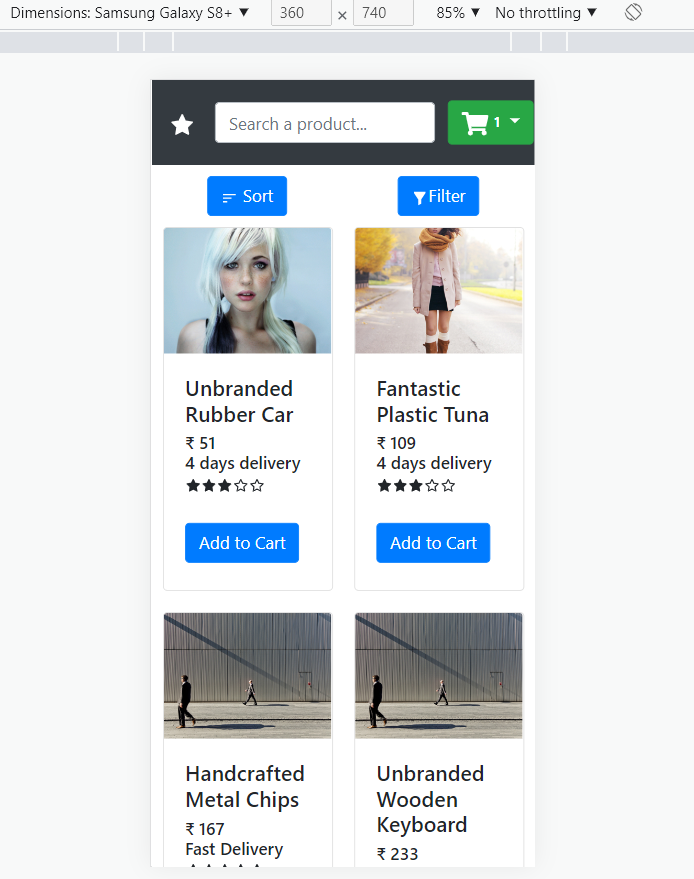 Dimensions: Samsung Galaxy S8+ ▼ 360 × 740 85% ▼ No throttling ▼
Search a product... 1
Sort Filter
Unbranded
Rubber Car
₹ 51
4 days delivery
Add to Cart
Fantastic
Plastic Tuna
₹ 109
4 days delivery
Add to Cart
Handcrafted
Metal Chips
₹ 167
Fast Delivery
Unbranded
Wooden
Keyboard
₹ 233